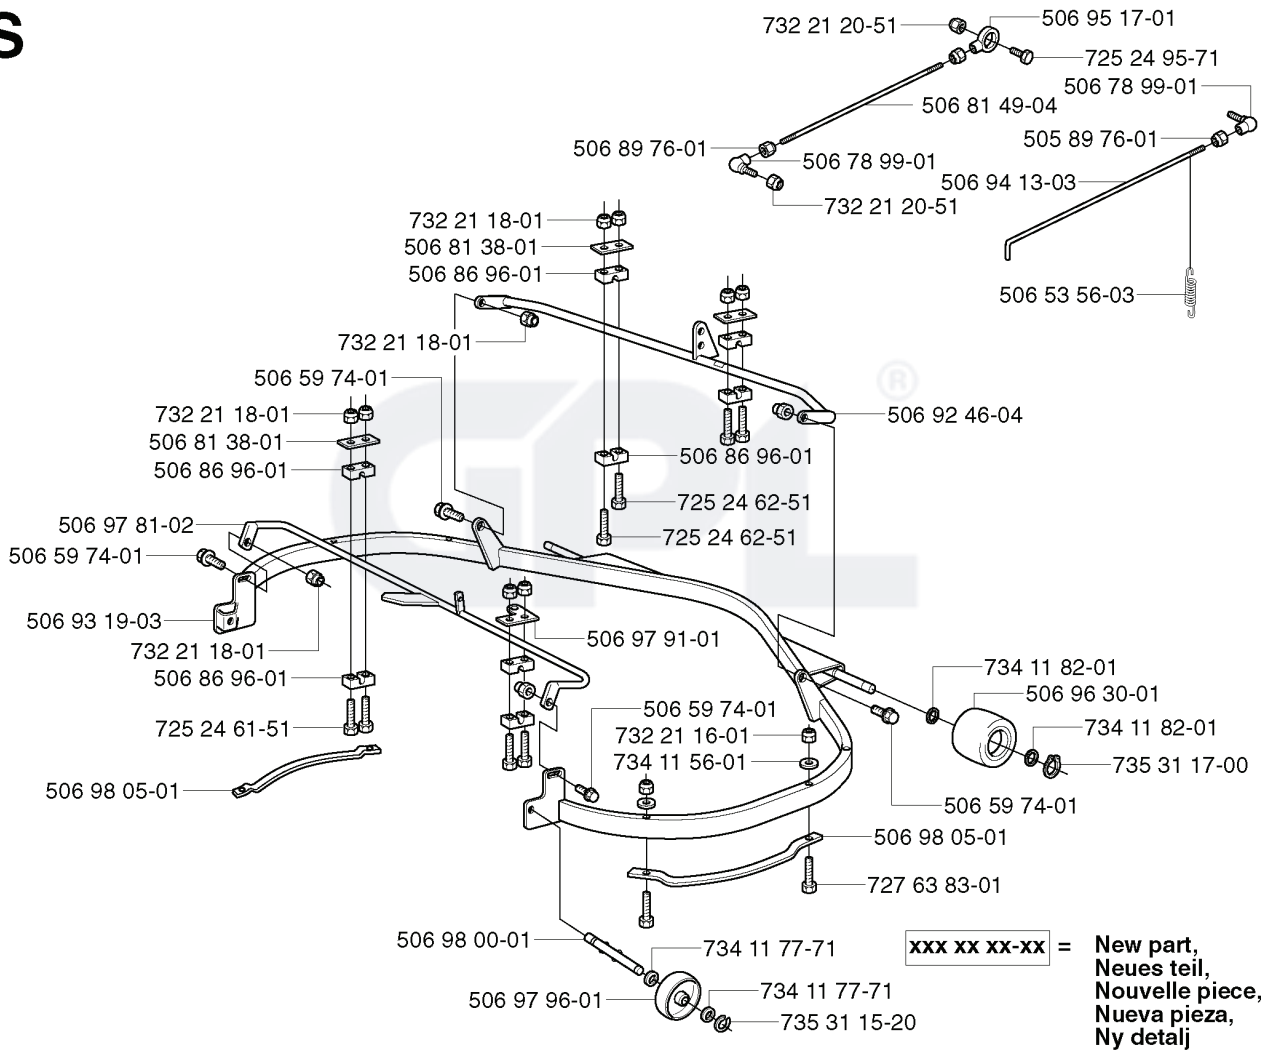 S
732 21 20-51
506 95 17-01
725 24 95-71
506 78 99-01
506 81 49-04
505 89 76-01
506 89 76-01
506 78 99-01
506 94 13-03
732 21 20-51
732 21 18-01
506 81 38-01
506 86 96-01
506 53 56-03
732 21 18-01
506 59 74-01
GPL®
732 21 18-01
506 92 46-04
506 81 38-01
506 86 96-01
506 86 96-01
725 24 62-51
506 97 81-02
725 24 62-51
506 59 74-01
506 93 19-03
506 97 91-01
732 21 18-01
734 11 82-01
506 86 96-01
506 96 30-01
506 59 74-01
725 24 61-51
734 11 82-01
732 21 16-01
734 11 56-01
735 31 17-00
506 98 05-01
506 59 74-01
506 98 05-01
727 63 83-01
506 98 00-01
734 11 77-71
xxx xx xx-xx = New part,
Neues teil,
Nouvelle piece,
Nueva pieza,
Ny detalj
734 11 77-71
506 97 96-01
735 31 15-20